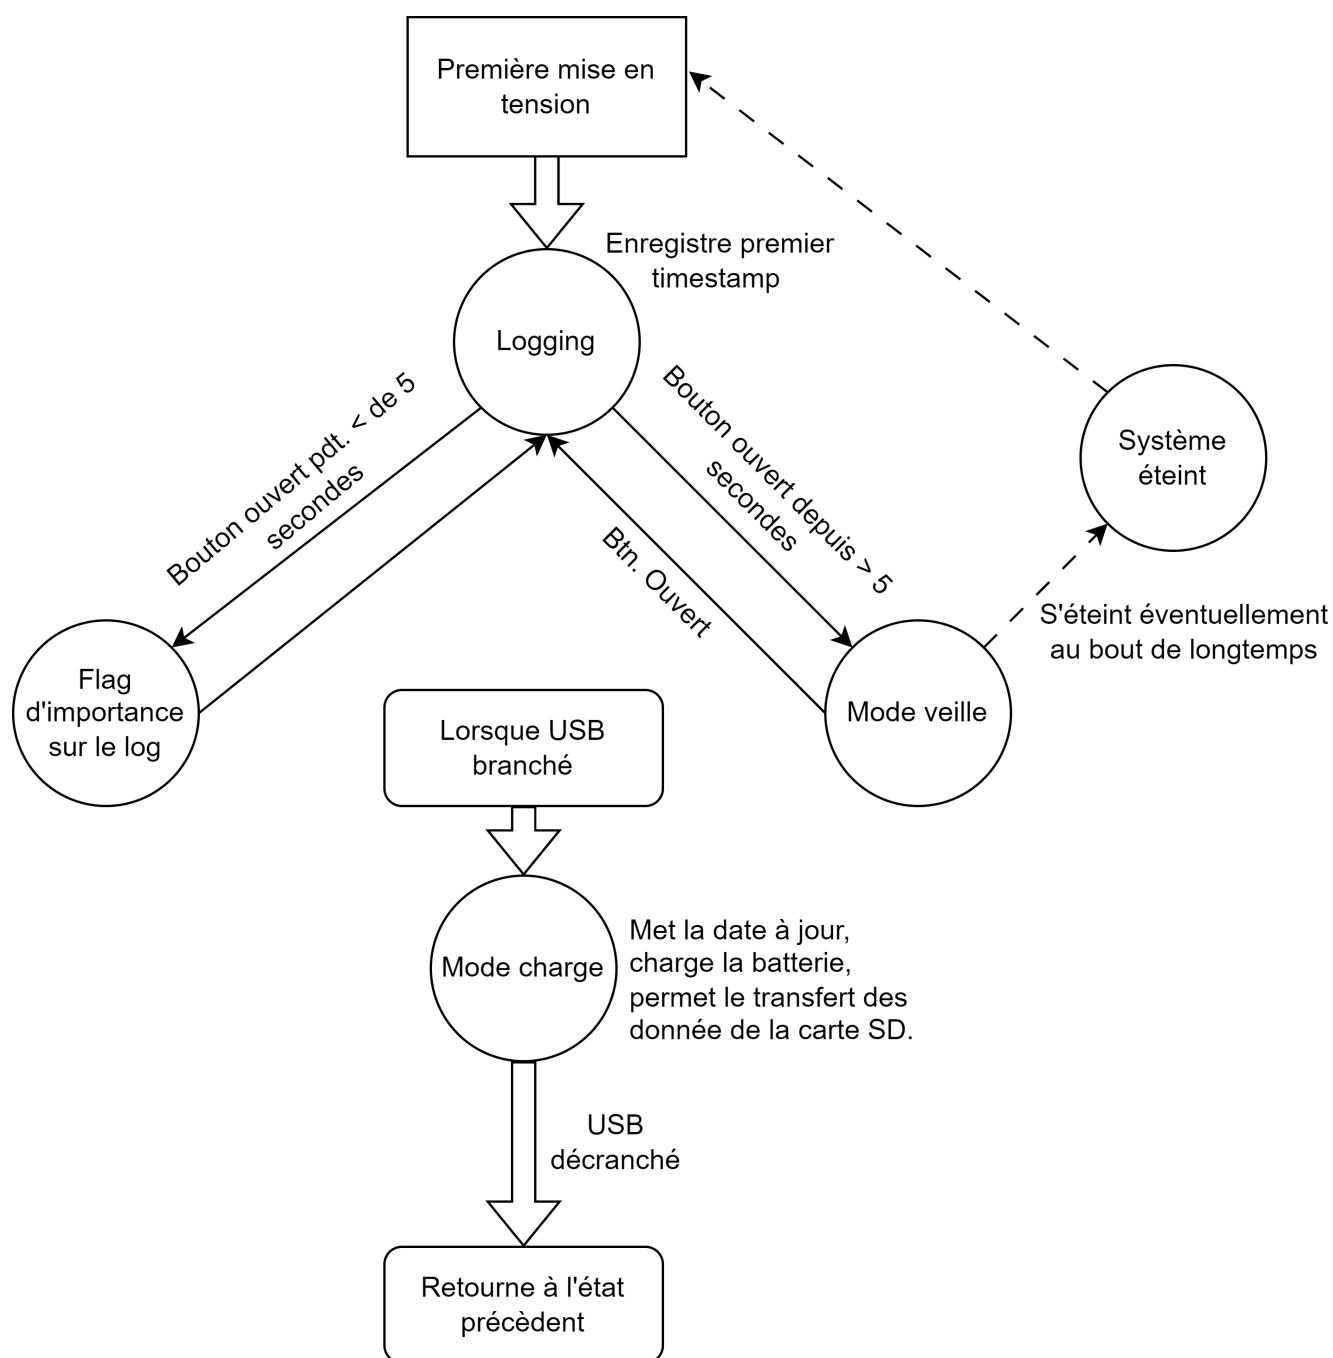 Première mise en
tension
Enregistre premier
timestamp
Logging
Bouton ouvert pdt. < de 5
secondes
Bouton ouvert depuis > 5
secondes
Btn. Ouvert
Système
éteint
S'éteint éventuellement
au bout de longtemps
Flag
d'importance
sur le log
Mode veille
Lorsque USB
branché
Mode charge
Met la date à jour,
charge la batterie,
permet le transfert des
donnée de la carte SD.
USB
décranché
Retourne à l'état
précèdent